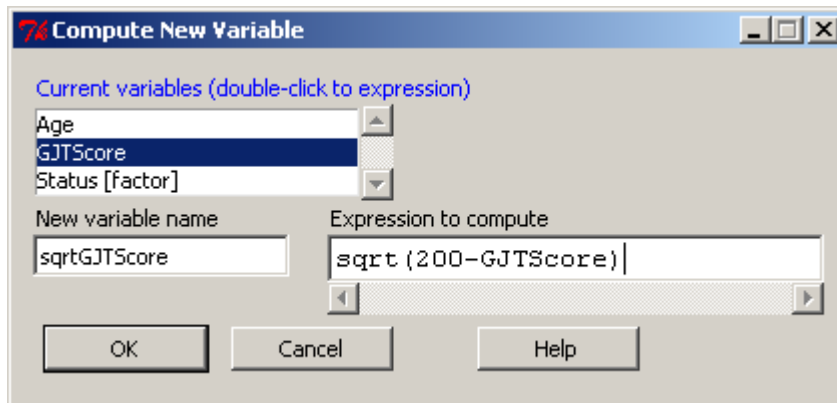 Compute New Variable
Current variables (double-click to expression)
Age
GJTScore
Status [factor]
New variable name
Expression to compute
sqrtGJTScore
sqrt(200-GJTScore)
OK
Cancel
Help